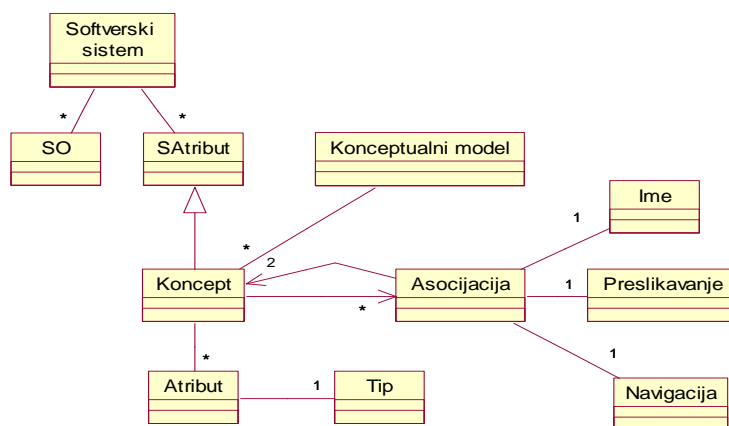 Softverski
sistem
*
*
SO
SAtribut
Konceptualni model
Ime
1
*
2
Koncept
Asocijacija
1
Preslikavanje
*
*
1
Atribut
1
Tip
Navigacija